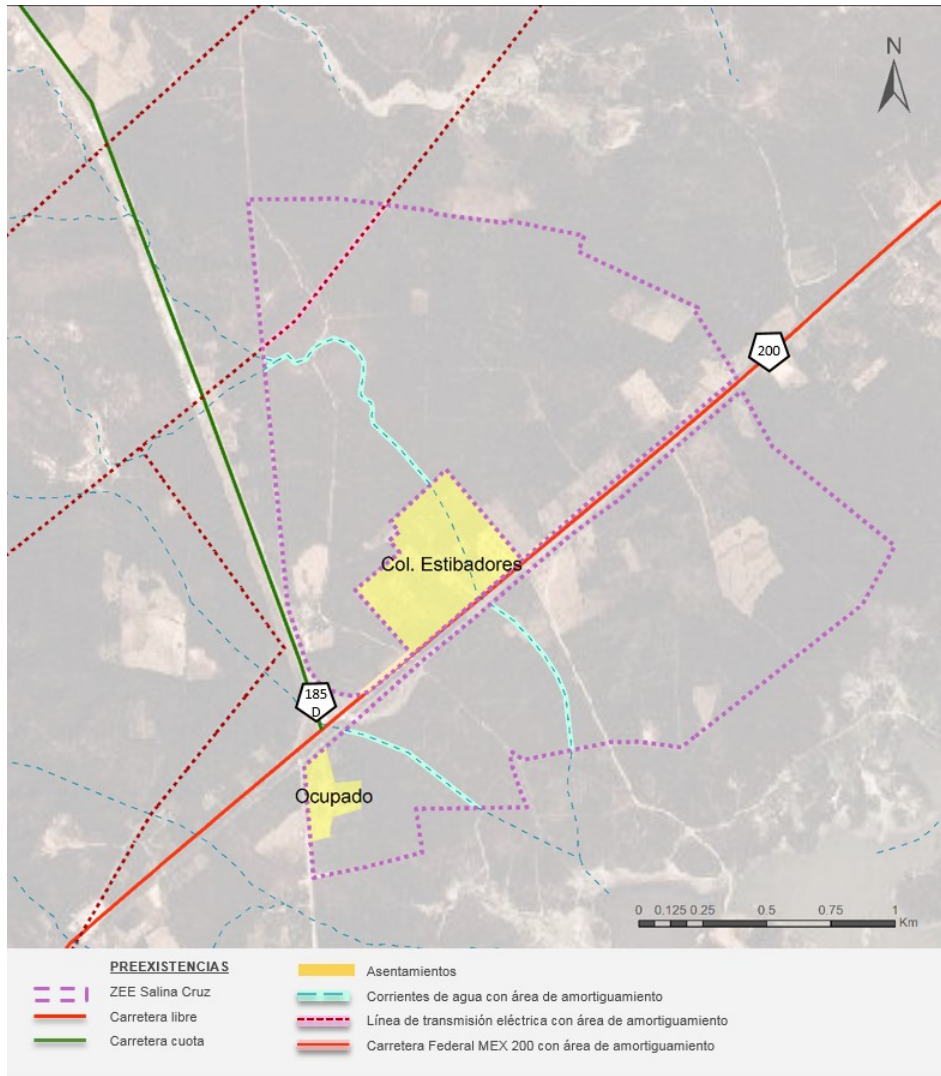 N
200
Col. Estibadores
185
D
Ocupado
0 0.125 0.25 0.5 0.75 1
Km
PREEXISTENCIAS
ZEE Salina Cruz
Carretera libre
Carretera cuota
Asentamientos
Corrientes de agua con área de amortiguamiento
Línea de transmisión eléctrica con área de amortiguamiento
Carretera Federal MEX 200 con área de amortiguamiento